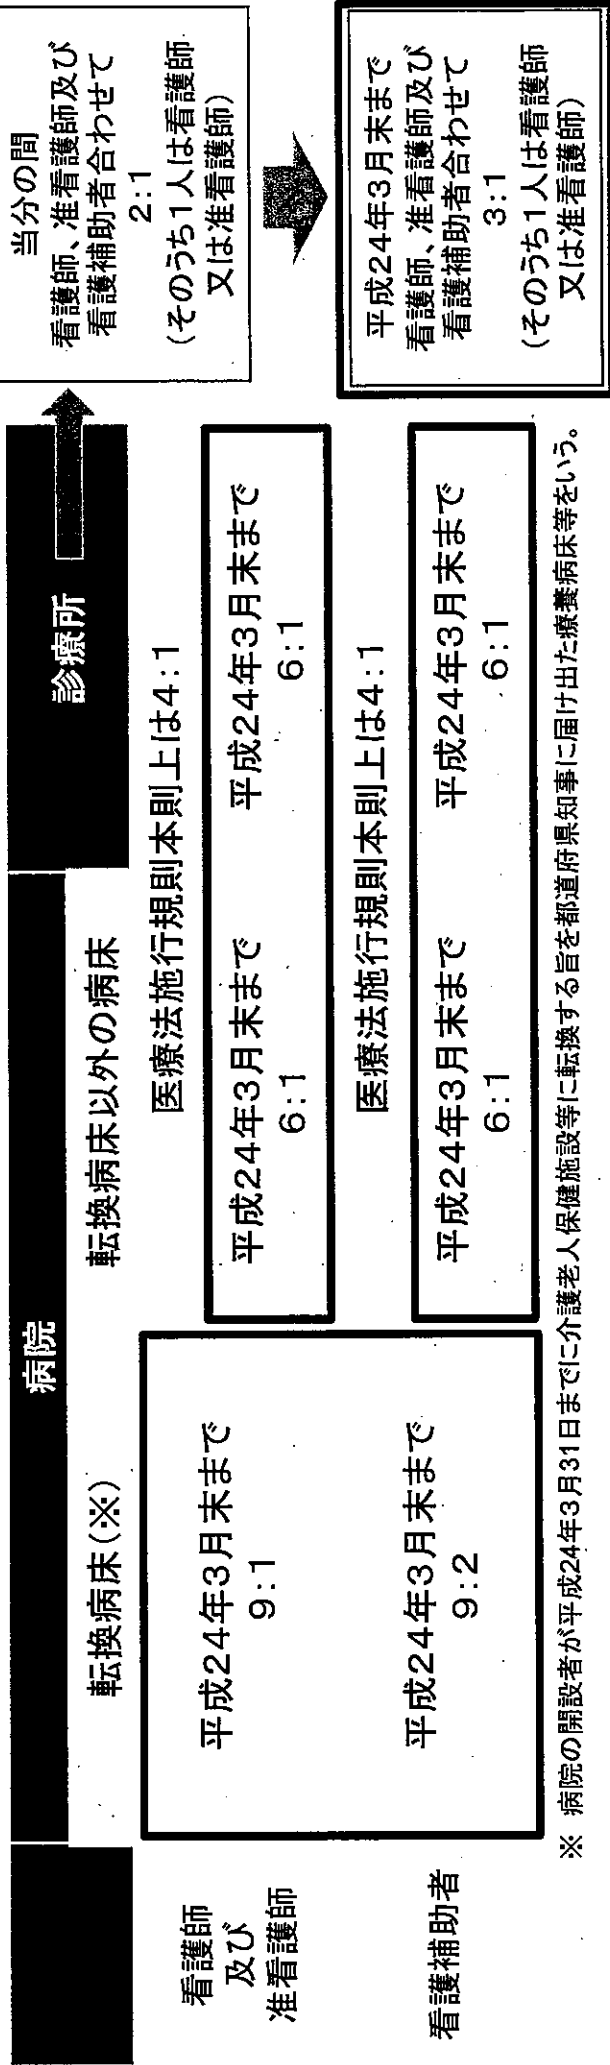 病院
診療所
転換病床(※)
転換病床以外の病床
看護師
及び
准看護師
平成24年3月末まで
9:1
医療法施行規則本則上は4:1
平成24年3月末まで
6:1
平成24年3月末まで
6:1
看護補助者
平成24年3月末まで
9:2
医療法施行規則本則上は4:1
平成24年3月末まで
6:1
平成24年3月末まで
6:1
当分の間
看護師、准看護師及び
看護補助者合わせて
2:1
(そのうち1人は看護師
又は准看護師)
平成24年3月末まで
看護師、准看護師及び
看護補助者合わせて
3:1
(そのうち1人は看護師
又は准看護師)
※ 病院の開設者が平成24年3月31日までに介護老人保健施設等に転換する旨を都道府県知事に届け出た療養病床等をいう。